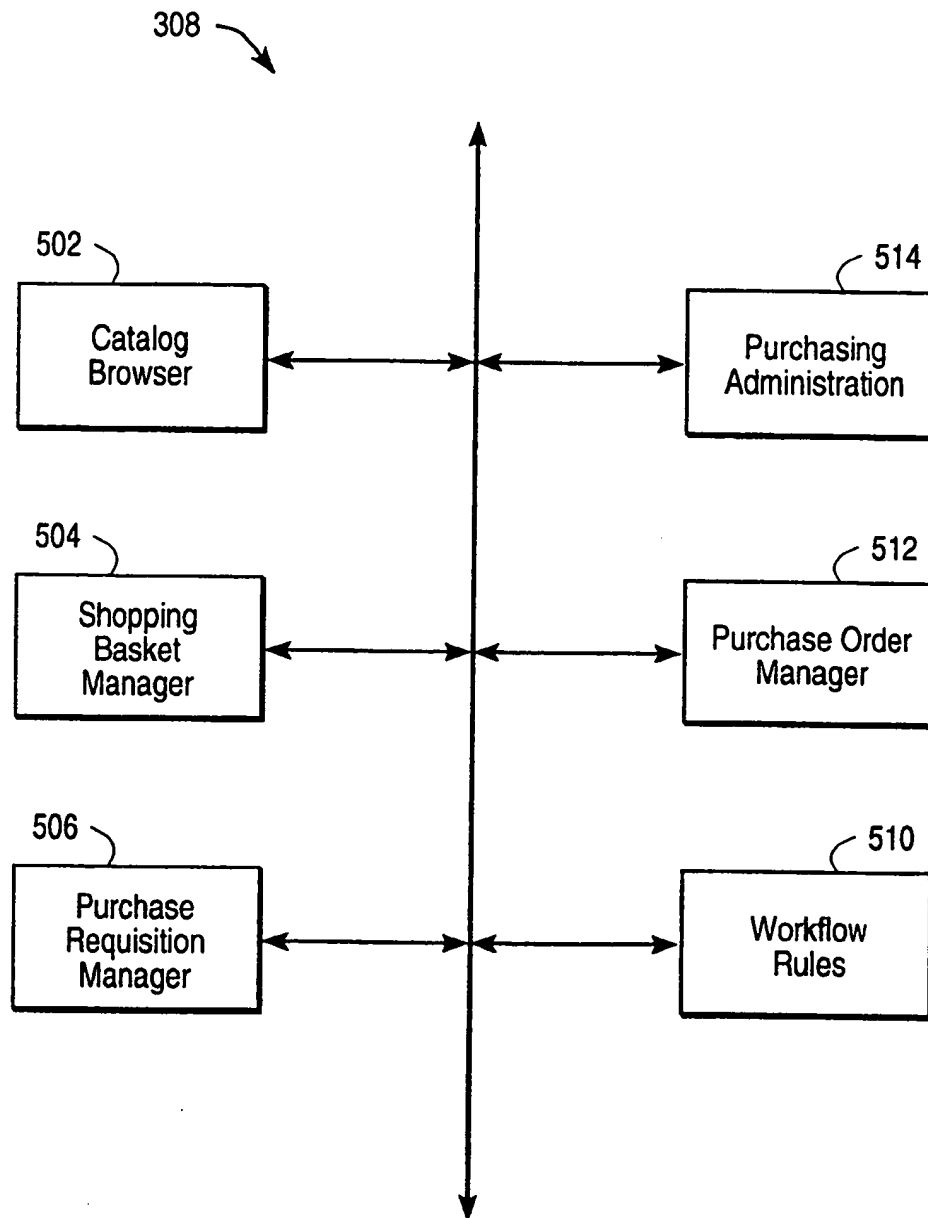 308
502
Catalog
Browser
514
Purchasing
Administration
504
Shopping
Basket
Manager
512
Purchase Order
Manager
506
Purchase
Requisition
Manager
510
Workflow
Rules